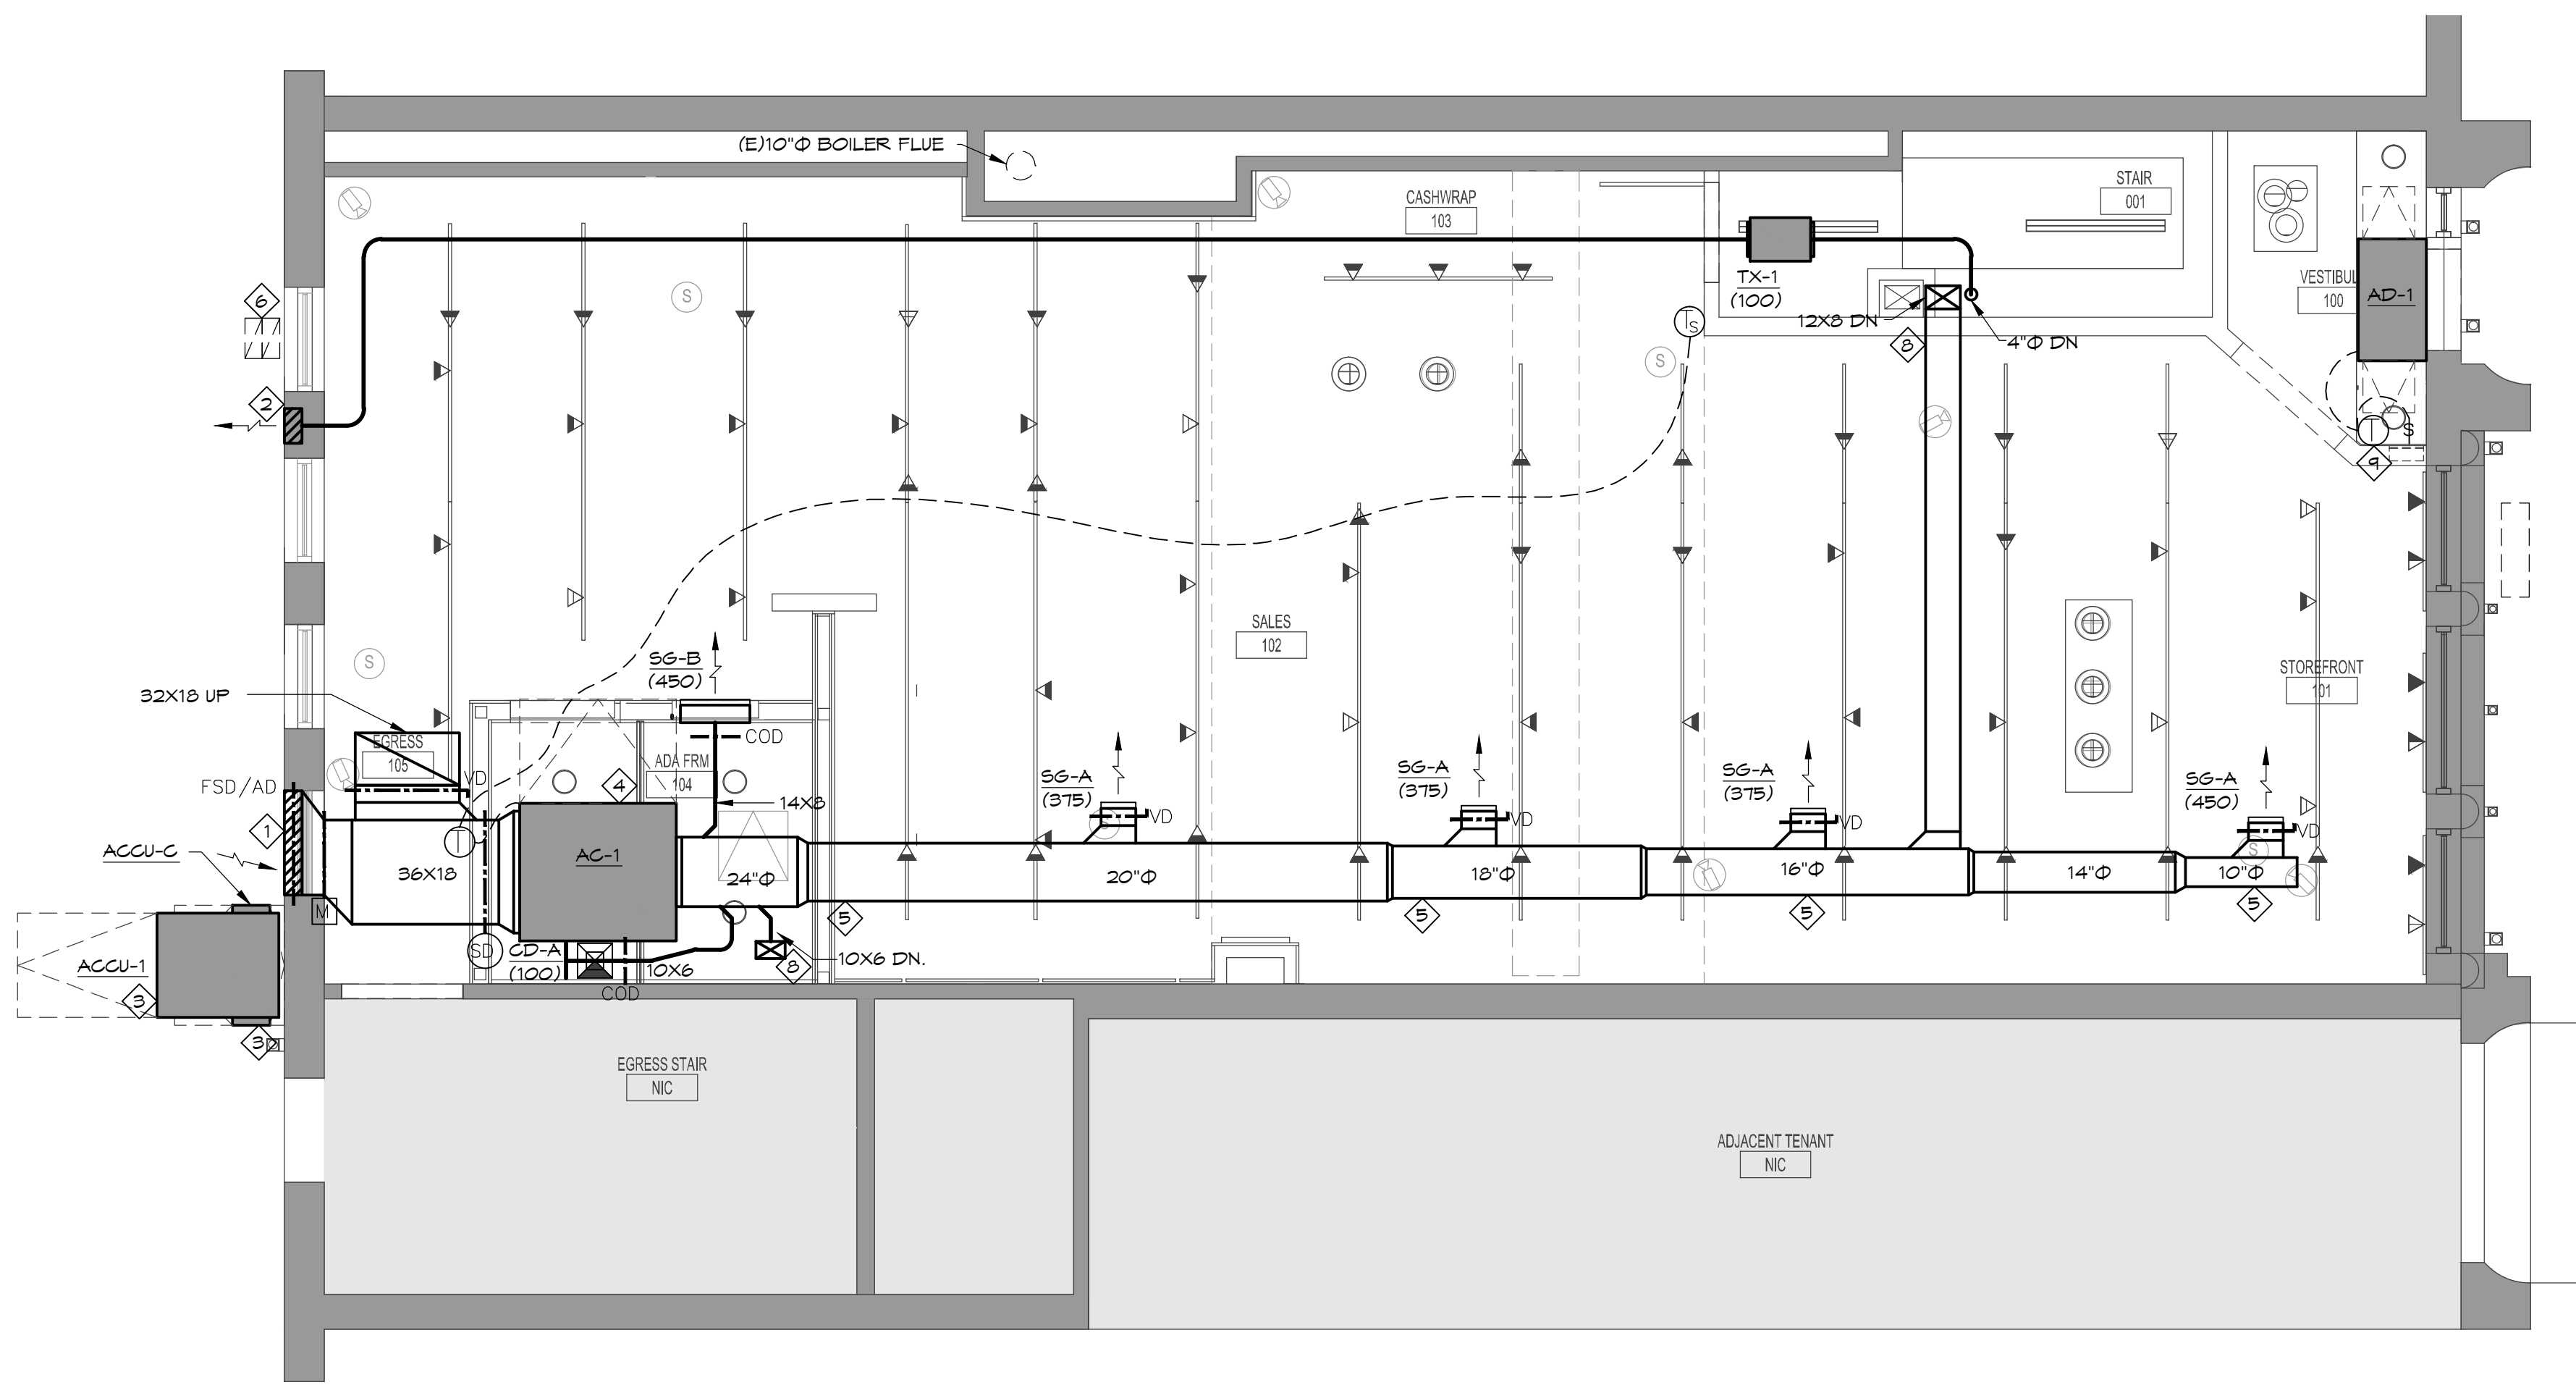 (E)10"Φ BOILER FLUE
STAIR
001
CASHWRAP
103
TX-1
(100)
VESTIBUL
100
AD-1
S
6
12X8 DN
8
4"Φ DN
TS
S
2
T
S
9
SALES
102
STOREFRONT
101
S
SG-B
(450)
32X18 UP
COD
EGRESS
105
ADA FRM
104
SG-A
(375)
SG-A
(375)
SG-A
(375)
SG-A
(450)
FSD/AD
VD
4
14X8
S
VD
VD
VD
VD
1
T
ACCU-C
36X18
AC-1
24"Φ
20"Φ
18"Φ
16"Φ
14"Φ
10"Φ
S
M
5
5
5
5
SD
CD-A
(100)
10X6
8
10X6 DN.
COD
ACCU-1
3
3
EGRESS STAIR
NIC
ADJACENT TENANT
NIC